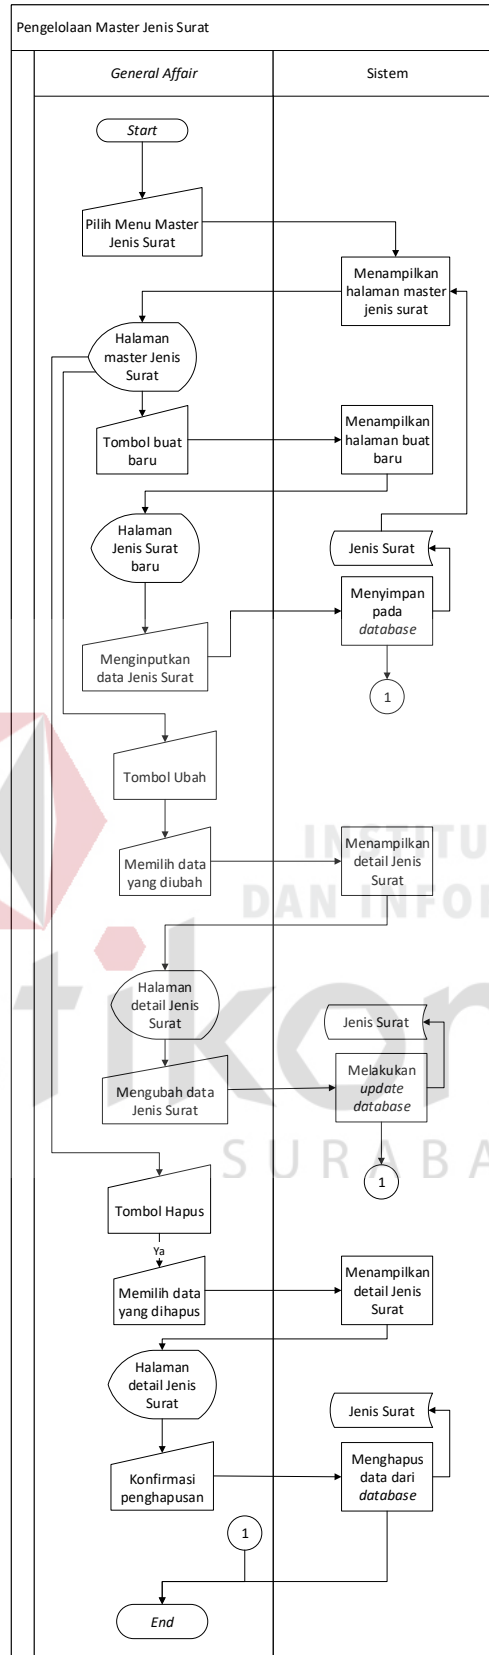 Pengelolaan Master Jenis Surat
General Affair
Sistem
Start
Pilih Menu Master
Jenis Surat
Menampilkan
halaman master
jenis surat
Halaman
master Jenis
Surat
Tombol buat
baru
Menampilkan
halaman buat
baru
Halaman
Jenis Surat
baru
Jenis Surat
Menyimpan
pada
database
Menginputkan
data Jenis Surat
1
Tombol Ubah
Memilih data
yang diubah
Menampilkan
detail Jenis
Surat
INSTITU
DAN INFO
Halaman
detail Jenis
Surat
Jenis Surat
tikom
Mengubah data
Jenis Surat
Melakukan
update
database
SURABA
1
Tombol Hapus
Ya
Memilih data
yang dihapus
Menampilkan
detail Jenis
Surat
Halaman
detail Jenis
Surat
Jenis Surat
Konfirmasi
penghapusan
Menghapus
data dari
database
1
End